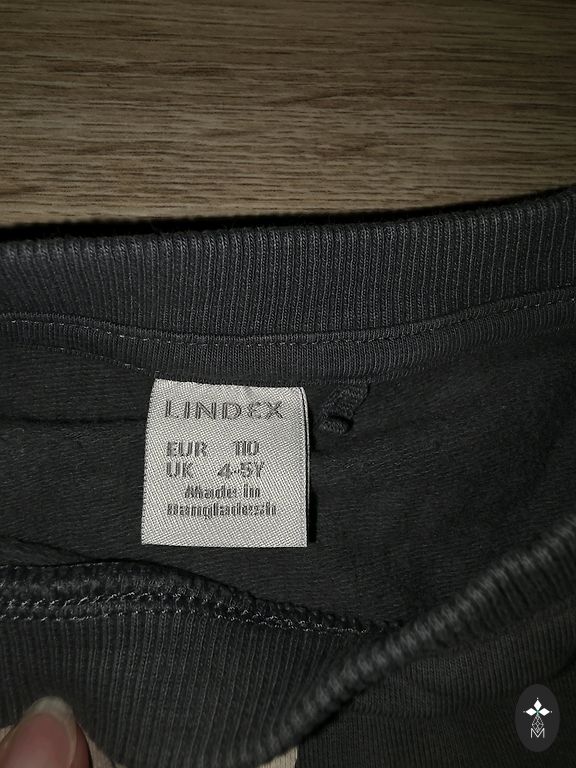 LINDEX
EUR 110
UK 4-5Y
Made in
Bangladesh
M